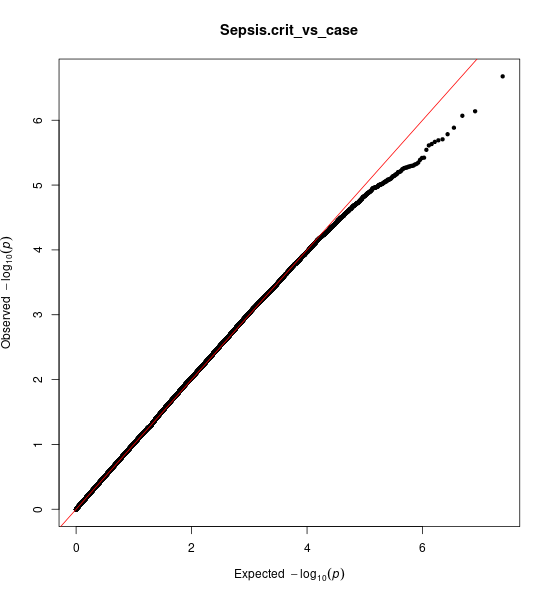 Sepsis.crit_vs_case
6
5
4
3
2
1
0
Observed −log10(p)
0 2 4 6
Expected −log10(p)